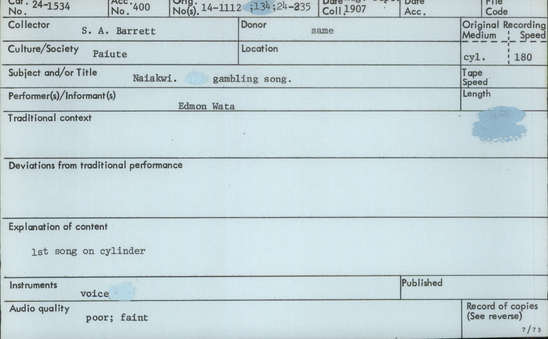 Cat. No. 24-1534 Acc. No. 400 Orig. No(s). 14-1112 ;134;24-235 Date Coll. 1907 Date Acc. File Code
Collector S. A. Barrett Donor same Original Recording Medium Speed
Culture/Society Paiute Location cyl. 180
Subject and/or Title Naiakwi. gambling song. Tape Speed
Performer(s)/Informant(s) Edmon Wata Length
Traditional context
Deviations from traditional performance
Explanation of content
1st song on cylinder
Instruments voice Published
Audio quality poor; faint Record of copies (See reverse)
7/73